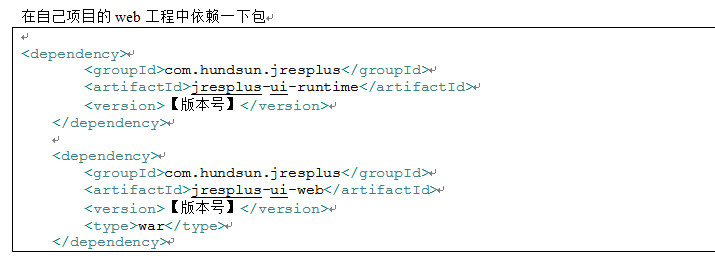 在自己项目的 web 工程中依赖一下包↵
↵
<dependency>↵
<groupId>com.hundsun.jresplus</groupId>↵
<artifactId>jresplus-ui-runtime</artifactId>↵
<version>【版本号】</version>↵
</dependency>↵
↵
<dependency>↵
<groupId>com.hundsun.jresplus</groupId>↵
<artifactId>jresplus-ui-web</artifactId>↵
<version>【版本号】</version>↵
<type>war</type>↵
</dependency>↵